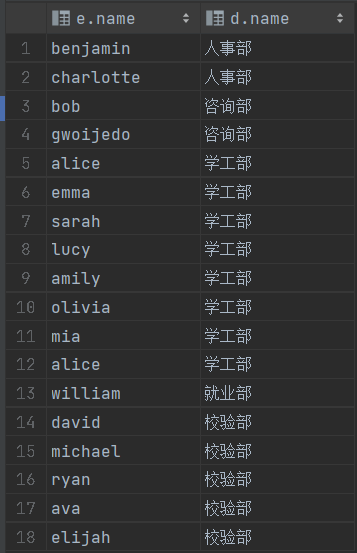 e.name d.name
1 benjamin 人事部
2 charlotte 人事部
3 bob 咨询部
4 gwoijedo 咨询部
5 alice 学工部
6 emma 学工部
7 sarah 学工部
8 lucy 学工部
9 amily 学工部
10 olivia 学工部
11 mia 学工部
12 alice 学工部
13 william 就业部
14 david 校验部
15 michael 校验部
16 ryan 校验部
17 ava 校验部
18 elijah 校验部